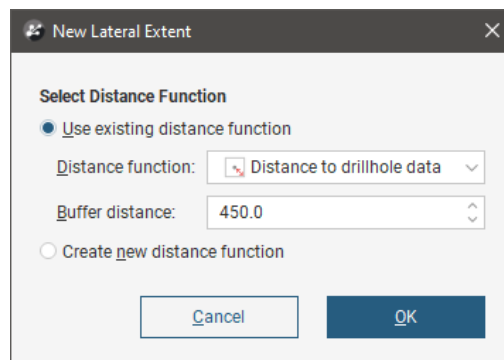 New Lateral Extent
Select Distance Function
Use existing distance function
Distance function: Distance to drillhole data
Buffer distance: 450.0
Create new distance function
Cancel OK